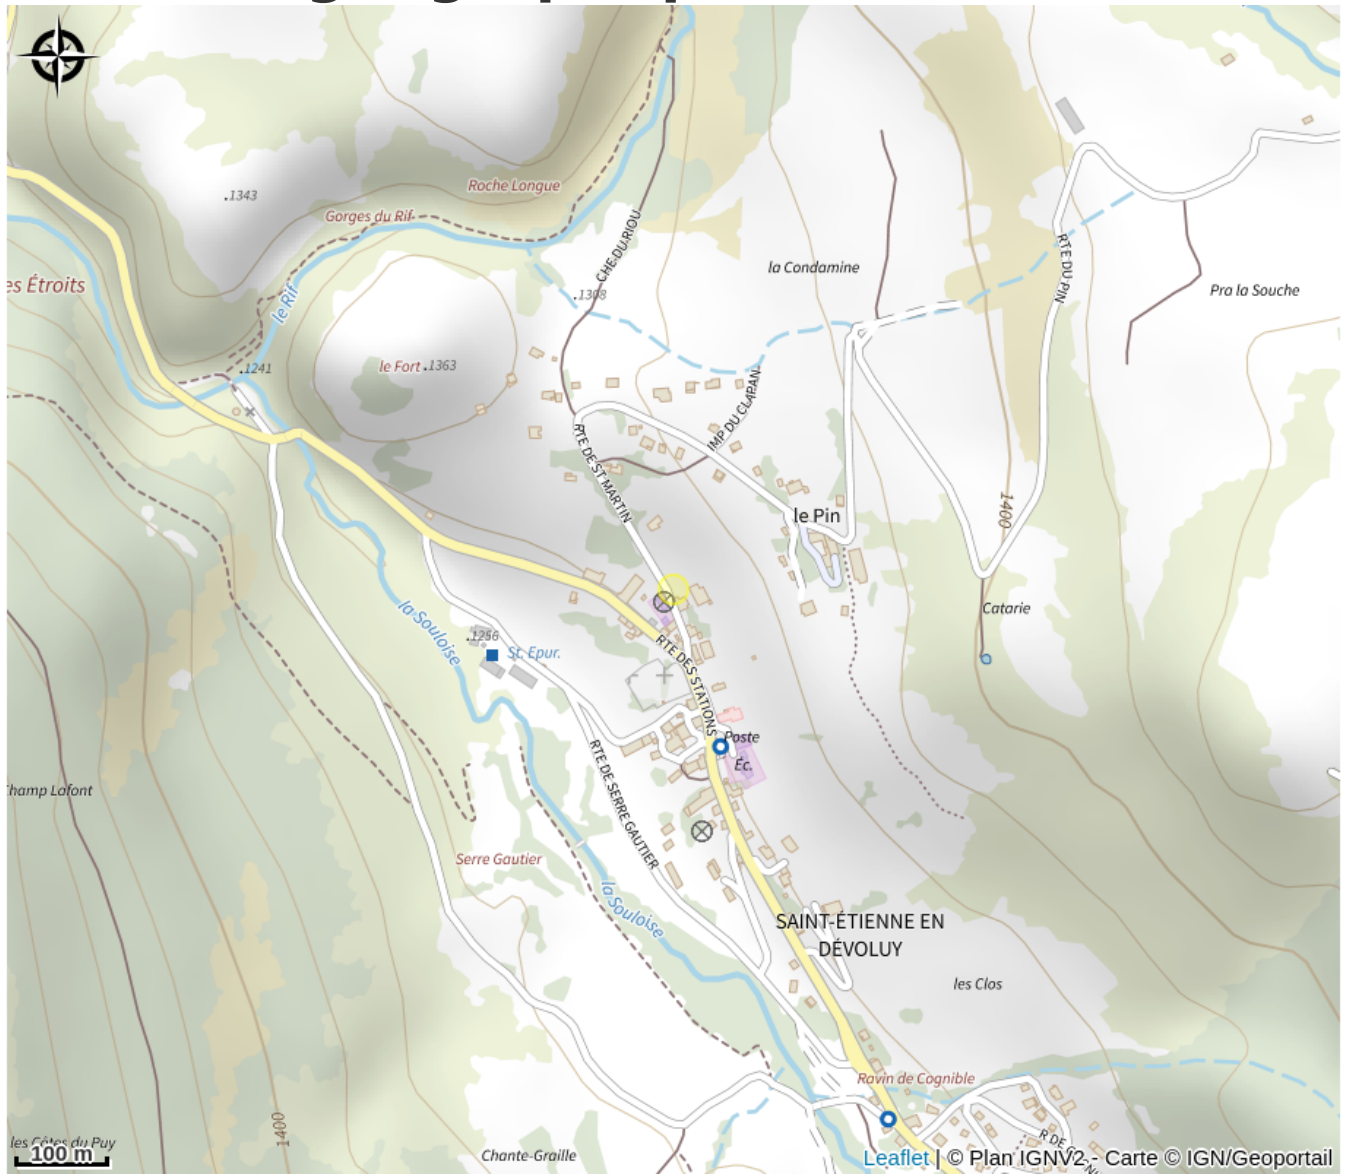 .1343
Roche Longue
Gorges du Rif
CHE DU RIOU
la Condamine
RTE DU PIN
Pra la Souche
es Étroits
le Rif
.1308
.1241
le Fort .1363
IMP DU CLAPAN
RTE DE ST MARTIN
le Pin
1400
Catarie
la Souloise
.1256
St. Epur.
RTE DES STATIONS
Poste
Éc.
RTE DE SERRE GAUTIER
hamp Lafont
Serre Gautier
la Souloise
SAINT-ÉTIENNE EN
DÉVOLUY
les Clos
Ravin de Cognible
1400
les Côtes du Puy
100 m
Chante-Graille
R DE
Leaflet | © Plan IGNV2 - Carte © IGN/Geoportail